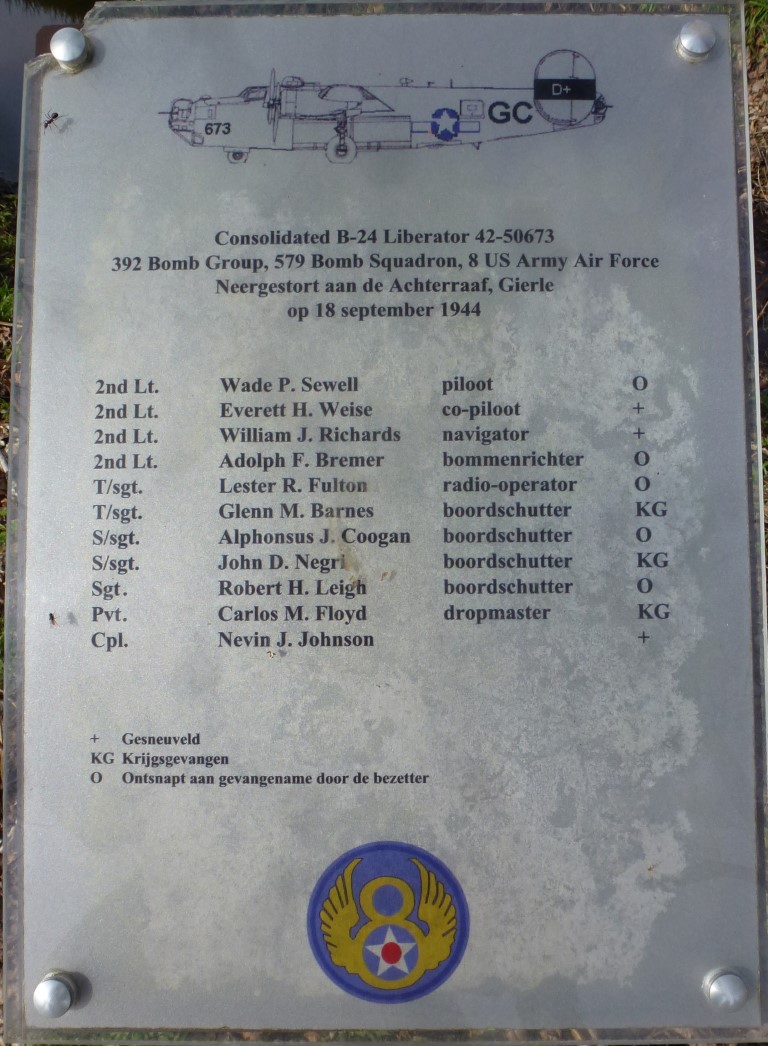 673 GC D+
Consolidated B-24 Liberator 42-50673
392 Bomb Group, 579 Bomb Squadron, 8 US Army Air Force
Neergestort aan de Achterraaf, Gierle
op 18 september 1944
2nd Lt. Wade P. Sewell piloot O
2nd Lt. Everett H. Weise co-piloot +
2nd Lt. William J. Richards navigator +
2nd Lt. Adolph F. Bremer bommenrichter O
T/sgt. Lester R. Fulton radio-operator O
T/sgt. Glenn M. Barnes boordschutter KG
S/sgt. Alphonsus J. Coogan boordschutter O
S/sgt. John D. Negri boordschutter KG
Sgt. Robert H. Leigh boordschutter O
Pvt. Carlos M. Floyd dropmaster KG
Cpl. Nevin J. Johnson +
+ Gesneuveld
KG Krijgsgevangen
O Ontsnapt aan gevangename door de bezetter
8